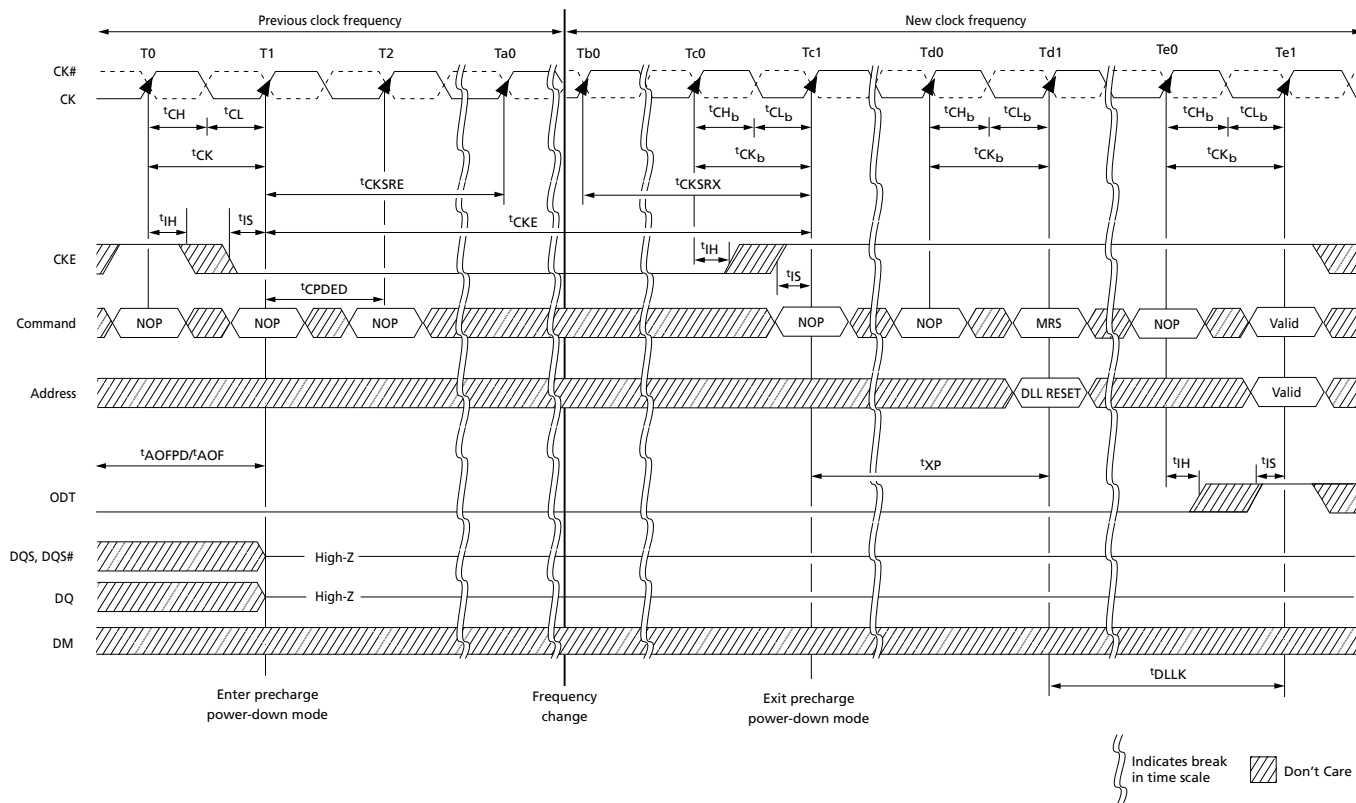 Previous clock frequency
New clock frequency
T0
T1
T2
Ta0
Tb0
Tc0
Tc1
Td0
Td1
Te0
Te1
CK#
CK
tCH
tCL
tCHb
tCLb
tCHb
tCLb
tCHb
tCLb
tCK
tCKb
tCKb
tCKb
tCKSRE
tCKSRX
tIH
tIS
tCKE
CKE
tIH
tIS
tCPDED
Command
NOP
NOP
NOP
NOP
NOP
MRS
NOP
Valid
Address
DLL RESET
Valid
tAOFPD/tAOF
tXP
tIH
tIS
ODT
DQS, DQS#
High-Z
DQ
High-Z
DM
tDLLK
Enter precharge
power-down mode
Frequency
change
Exit precharge
power-down mode
Indicates break
in time scale
Don't Care